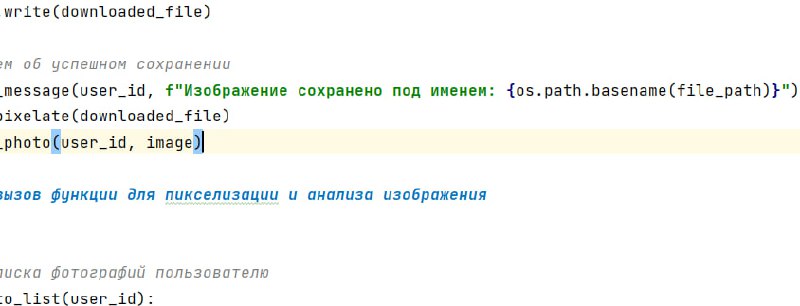 .write(downloaded_file)
ем об успешном сохранении
_message(user_id, f"Изображение сохранено под именем: {os.path.basename(file_path)}")
pixelate(downloaded_file)
_photo(user_id, image)
вызов функции для пикселизации и анализа изображения
писка фотографий пользователю
to_list(user_id):